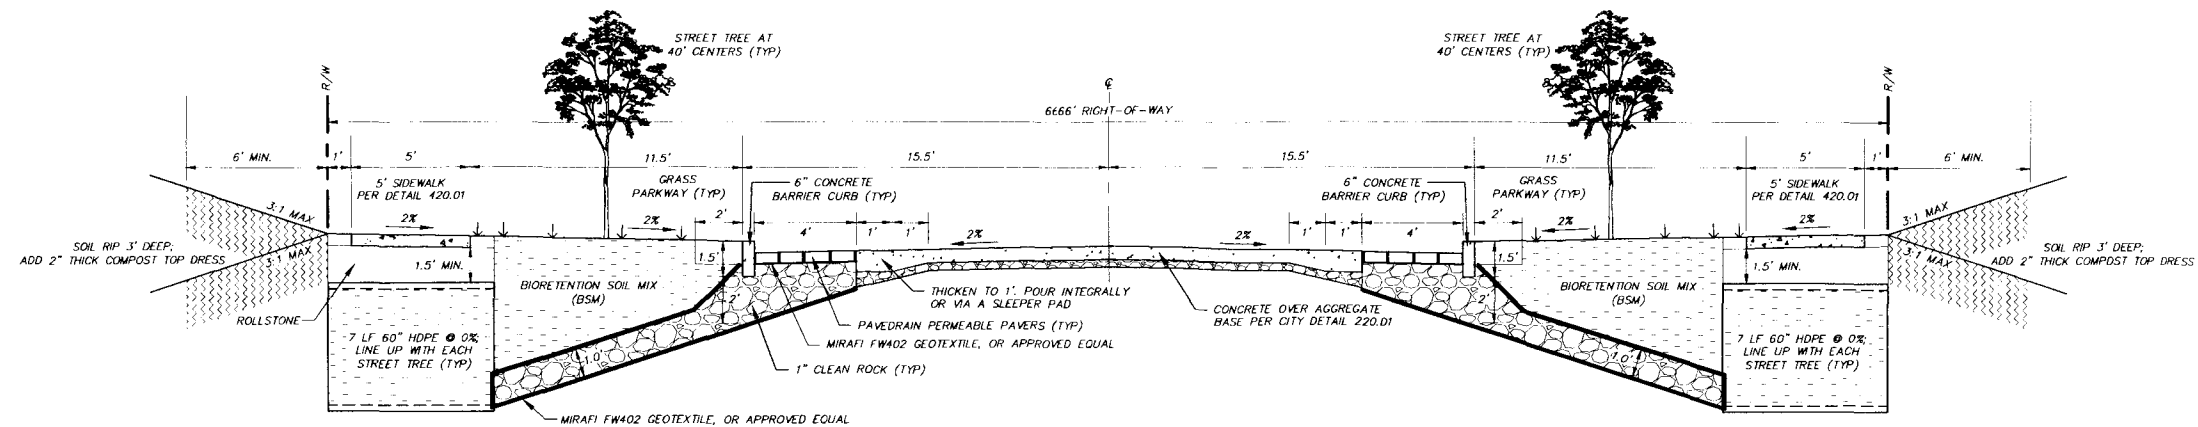 STREET TREE AT
40' CENTERS (TYP)
STREET TREE AT
40' CENTERS (TYP)
R/W
℄
R/W
6666' RIGHT-OF-WAY
6' MIN.
1'
5'
11.5'
15.5'
15.5'
11.5'
5'
1'
6' MIN.
5' SIDEWALK
PER DETAIL 420.01
GRASS
PARKWAY (TYP)
6" CONCRETE
BARRIER CURB (TYP)
6" CONCRETE
BARRIER CURB (TYP)
GRASS
PARKWAY (TYP)
5' SIDEWALK
PER DETAIL 420.01
3:1 MAX
2%
2%
2'
4'
1'
1'
2%
2%
1'
1'
4'
2'
2%
2%
3:1 MAX
SOIL RIP 3' DEEP;
ADD 2" THICK COMPOST TOP DRESS
3:1 MAX
1.5' MIN.
BIORETENTION SOIL MIX
(BSM)
1.5'
2'
THICKEN TO 1'. POUR INTEGRALLY
OR VIA A SLEEPER PAD
CONCRETE OVER AGGREGATE
BASE PER CITY DETAIL 220.01
1.5'
2'
BIORETENTION SOIL MIX
(BSM)
1.5' MIN.
3:1 MAX
SOIL RIP 3' DEEP;
ADD 2" THICK COMPOST TOP DRESS
ROLLSTONE
PAVEDRAIN PERMEABLE PAVERS (TYP)
MIRAFI FW402 GEOTEXTILE, OR APPROVED EQUAL
7 LF 60" HDPE @ 0%;
LINE UP WITH EACH
STREET TREE (TYP)
1.0'
1" CLEAN ROCK (TYP)
1.0'
7 LF 60" HDPE @ 0%;
LINE UP WITH EACH
STREET TREE (TYP)
MIRAFI FW402 GEOTEXTILE, OR APPROVED EQUAL